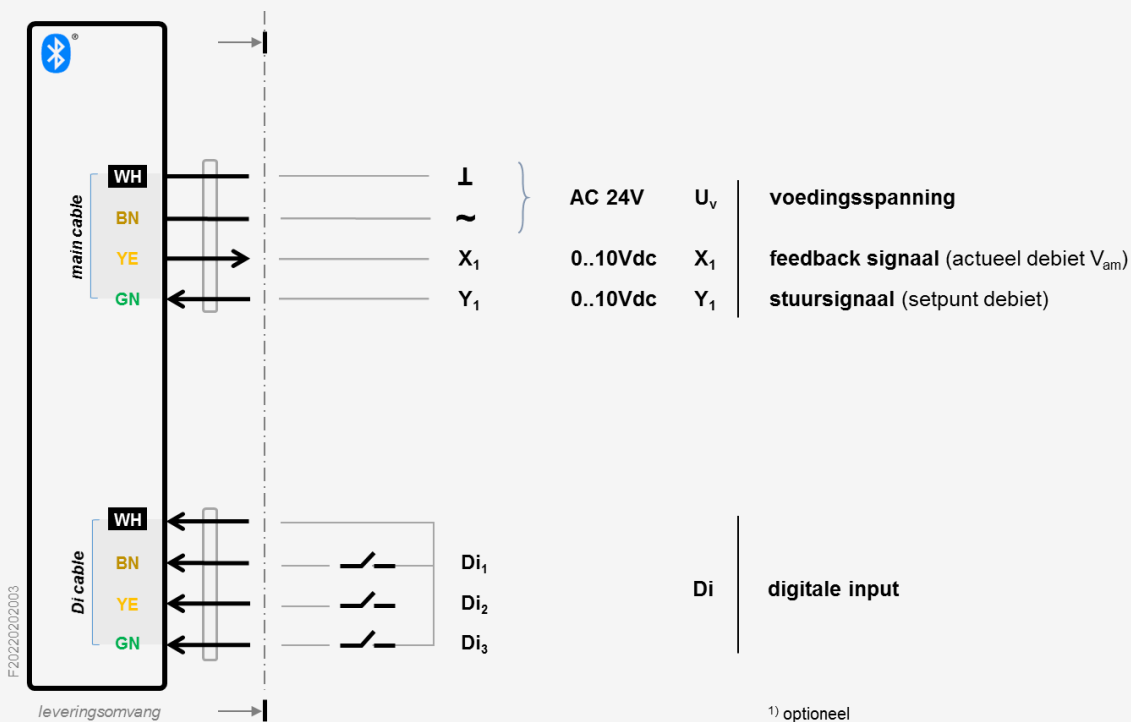 ®
main cable
WH ⊥
BN ~
AC 24V Uv voedingsspanning
YE X1 0..10Vdc X1 feedback signaal (actueel debiet Vam)
GN Y1 0..10Vdc Y1 stuursignaal (setpunt debiet)
Di cable
WH
BN Di1
YE Di2
Di digitale input
GN Di3
F20220202003
leveringsomvang
1) optioneel